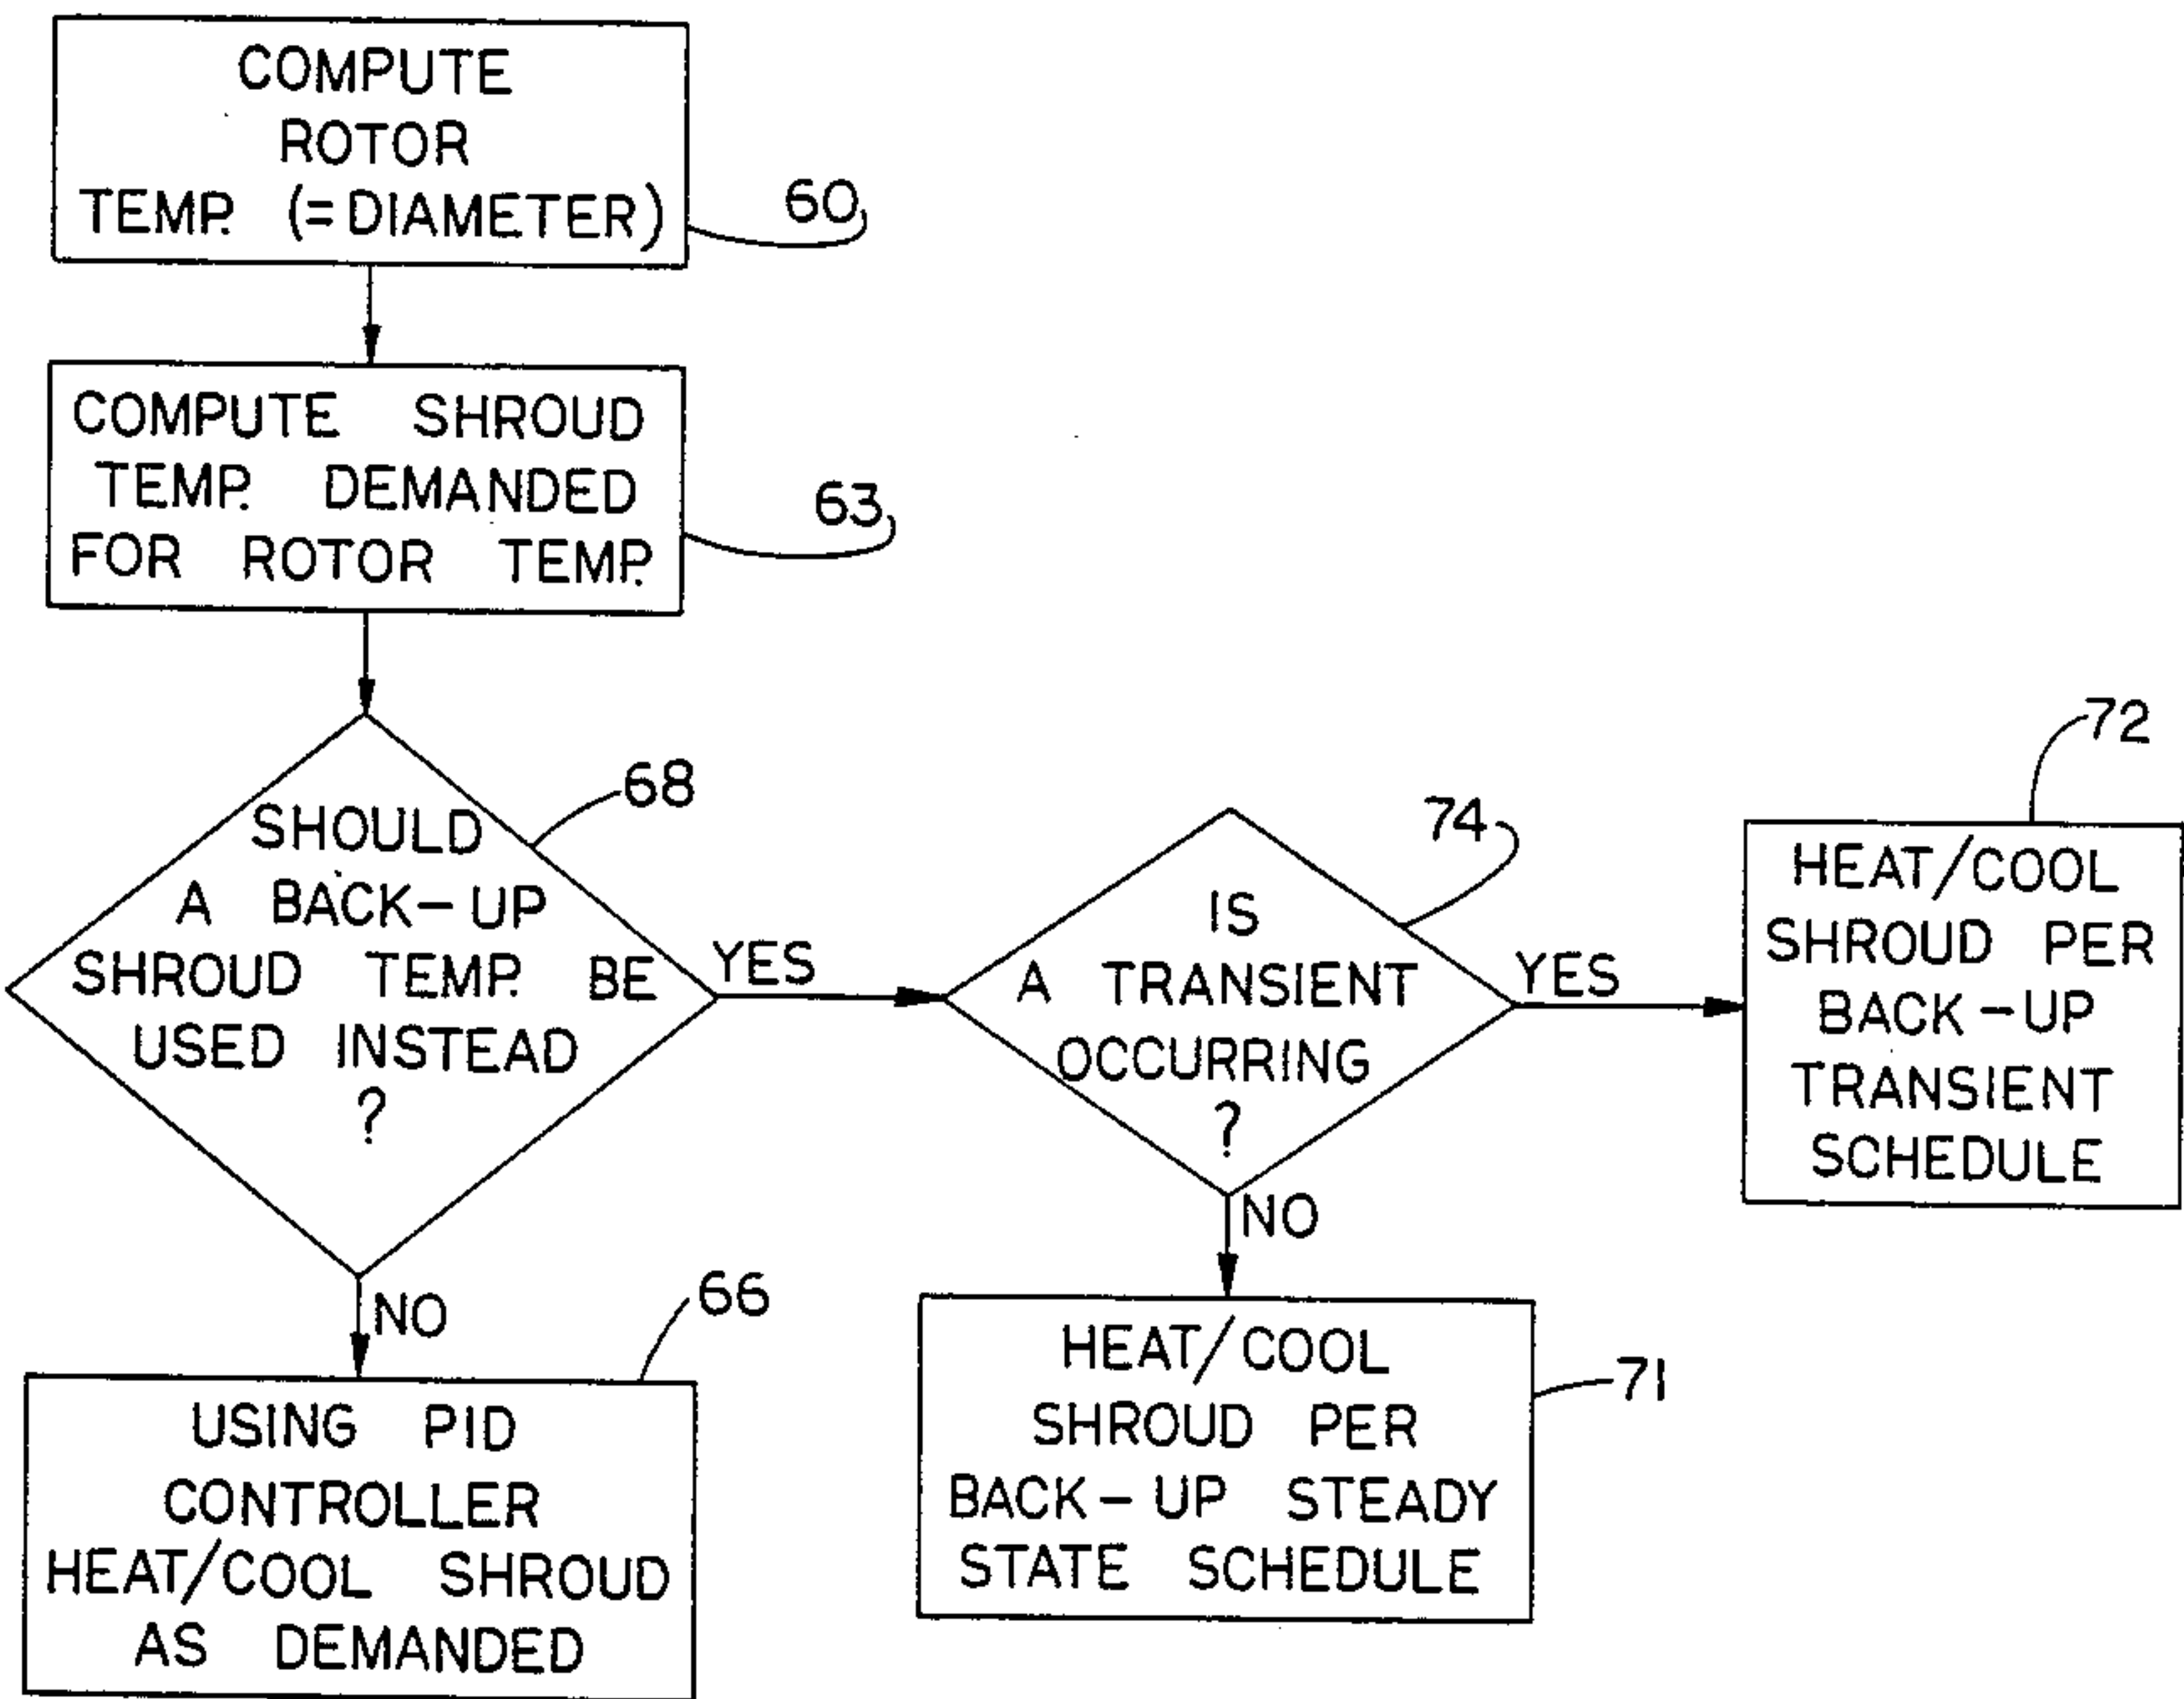 COMPUTE
ROTOR
TEMP. (=DIAMETER)
60
COMPUTE SHROUD
TEMP. DEMANDED
FOR ROTOR TEMP.
63
SHOULD
A BACK-UP
SHROUD TEMP. BE
USED INSTEAD
?
68
YES
NO
IS
A TRANSIENT
OCCURRING
?
74
YES
NO
72
HEAT/COOL
SHROUD PER
BACK-UP
TRANSIENT
SCHEDULE
66
USING PID
CONTROLLER
HEAT/COOL SHROUD
AS DEMANDED
HEAT/COOL
SHROUD PER
BACK-UP STEADY
STATE SCHEDULE
71